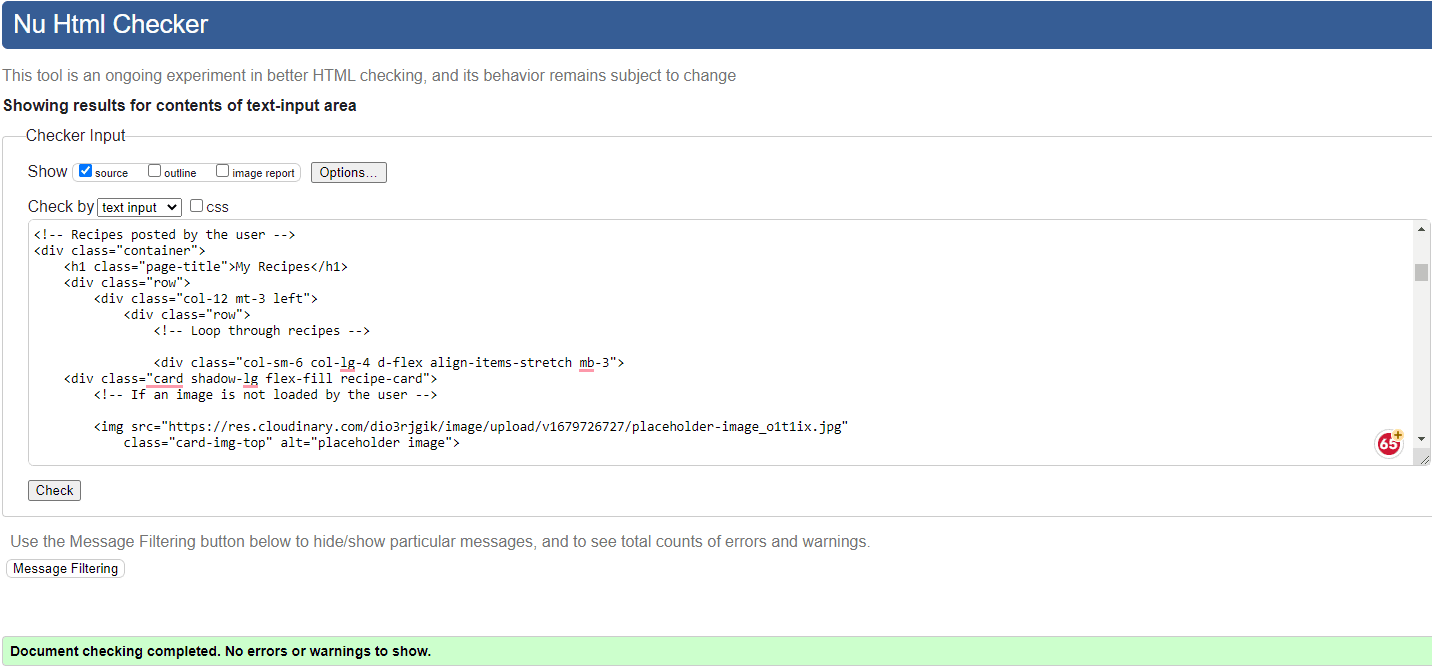 Nu Html Checker
This tool is an ongoing experiment in better HTML checking, and its behavior remains subject to change
Showing results for contents of text-input area
Checker Input
Show source outline image report Options...
Check by text input css
<!-- Recipes posted by the user -->
<div class="container">
    <h1 class="page-title">My Recipes</h1>
    <div class="row">
        <div class="col-12 mt-3 left">
            <div class="row">
                <!-- Loop through recipes -->
                <div class="col-sm-6 col-lg-4 d-flex align-items-stretch mb-3">
    <div class="card shadow-lg flex-fill recipe-card">
        <!-- If an image is not loaded by the user -->
        <img src="https://res.cloudinary.com/dio3rjgik/image/upload/v1679726727/placeholder-image_o1t1ix.jpg"
            class="card-img-top" alt="placeholder image">
65+
Check
Use the Message Filtering button below to hide/show particular messages, and to see total counts of errors and warnings.
Message Filtering
Document checking completed. No errors or warnings to show.